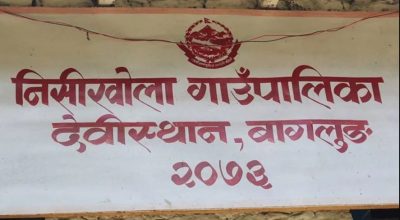 निसीखोला गाउँपालिका
देवीस्थान, बागलुङ
२०७३